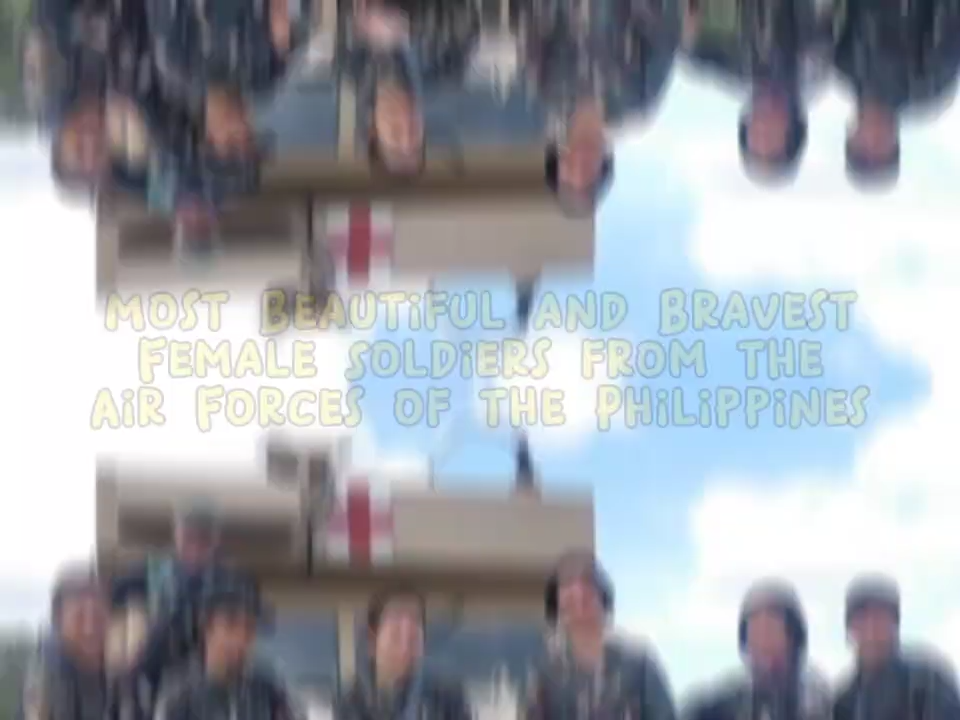 MOST BEAUTiFUL AND BRAVEST
FEMALE SOLDiERS FROM THE
AiR FORCES OF THE PHiLiPPiNES